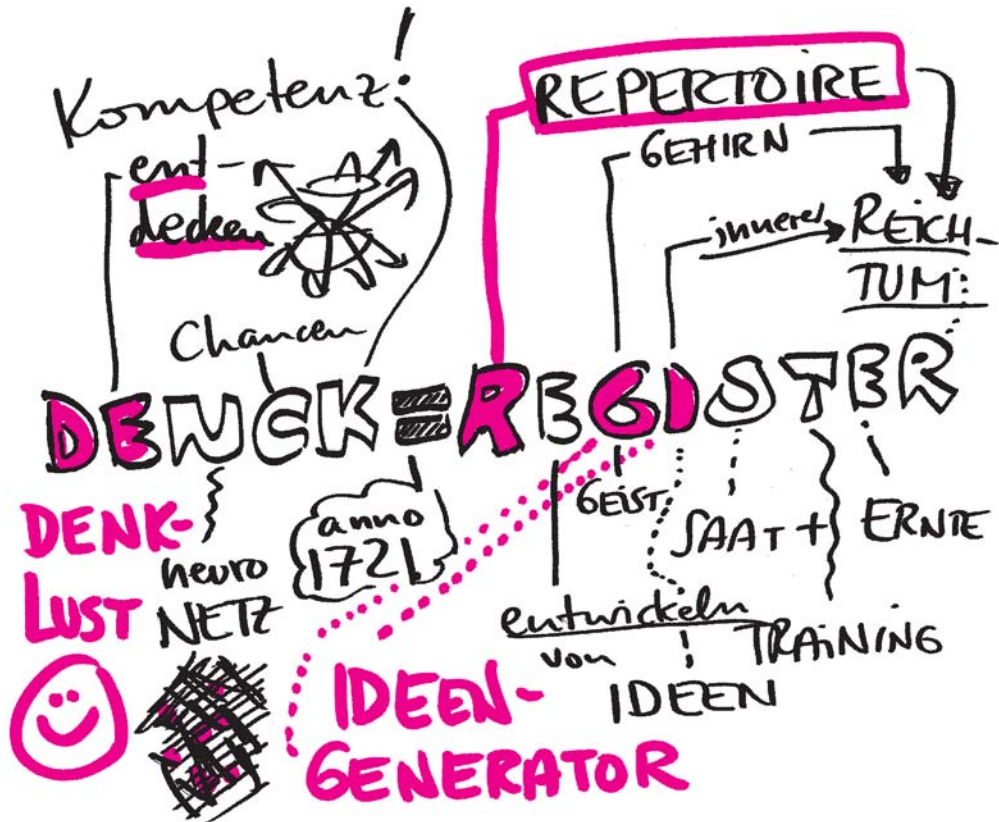 Kompetenz!
REPERTOIRE
GEHIRN
ent-
decken
innerer
REICH-
TUM
Chancen
DENCK=REGISTER
DENK-
LUST
neuro
NETZ
anno
1721
GEIST
SAAT +
ERNTE
entwickeln
von
IDEEN
TRAINING
IDEEN-
GENERATOR